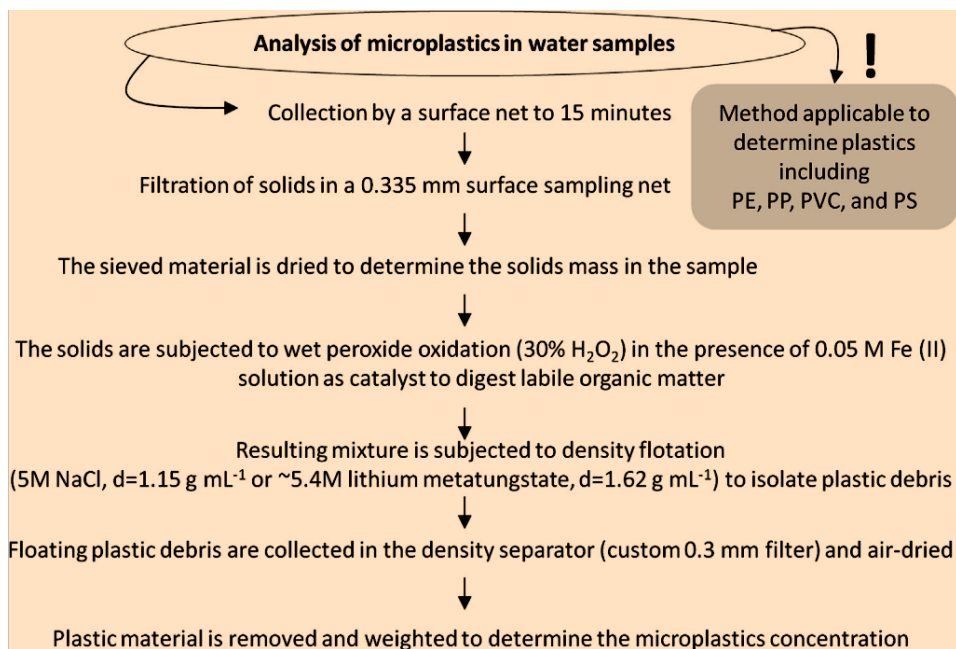 Analysis of microplastics in water samples
!
Collection by a surface net to 15 minutes
Method applicable to
determine plastics
including
PE, PP, PVC, and PS
Filtration of solids in a 0.335 mm surface sampling net
The sieved material is dried to determine the solids mass in the sample
The solids are subjected to wet peroxide oxidation (30% H₂O₂) in the presence of 0.05 M Fe (II)
solution as catalyst to digest labile organic matter
Resulting mixture is subjected to density flotation
(5M NaCl, d=1.15 g mL⁻¹ or ~5.4M lithium metatungstate, d=1.62 g mL⁻¹) to isolate plastic debris
Floating plastic debris are collected in the density separator (custom 0.3 mm filter) and air-dried
Plastic material is removed and weighted to determine the microplastics concentration